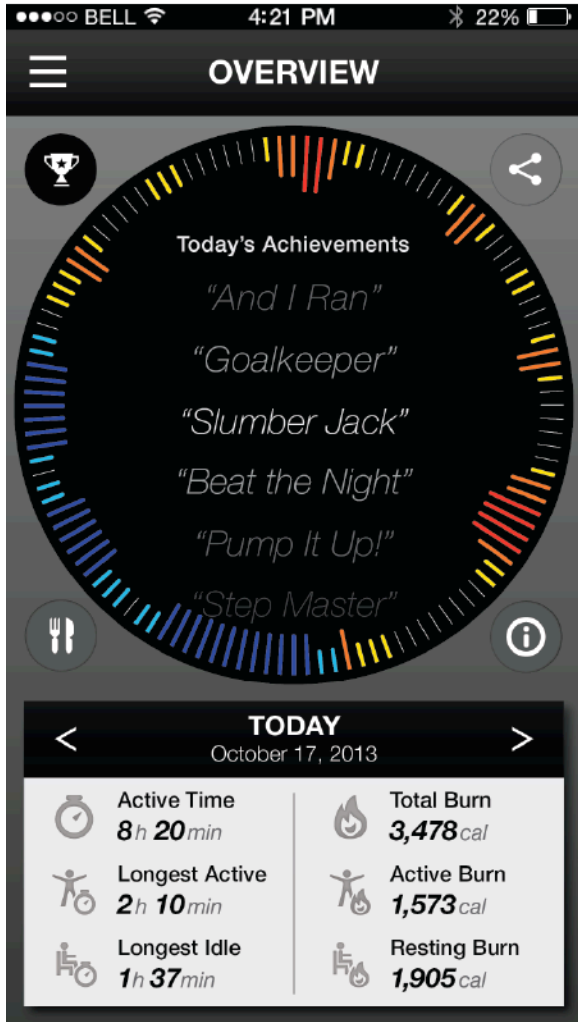 BELL 4:21 PM 22%
OVERVIEW
Today's Achievements
"And I Ran"
"Goalkeeper"
"Slumber Jack"
"Beat the Night"
"Pump It Up!"
"Step Master"
< TODAY >
October 17, 2013
Active Time
8h 20min
Total Burn
3,478cal
Longest Active
2h 10min
Active Burn
1,573cal
Longest Idle
1h 37min
Resting Burn
1,905cal